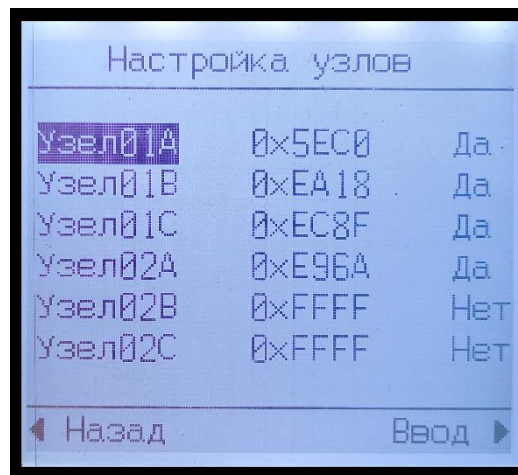 Настройка узлов
Узел01A 0x5EC0 Да
Узел01B 0xEA18 Да
Узел01C 0xEC8F Да
Узел02A 0xE96A Да
Узел02B 0xFFFF Нет
Узел02C 0xFFFF Нет
Назад Ввод